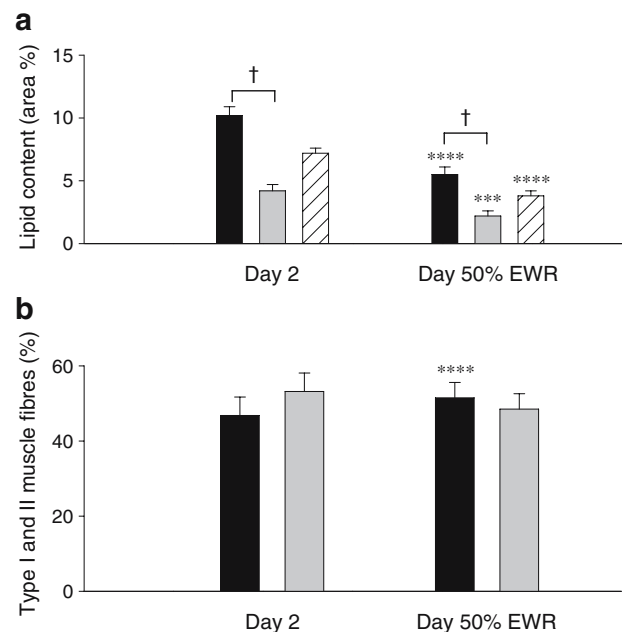 a
Lipid content (area %)
15
10
5
0
†
†
****
***
****
Day 2
Day 50% EWR
b
Type I and II muscle fibres (%)
60
40
20
0
****
Day 2
Day 50% EWR